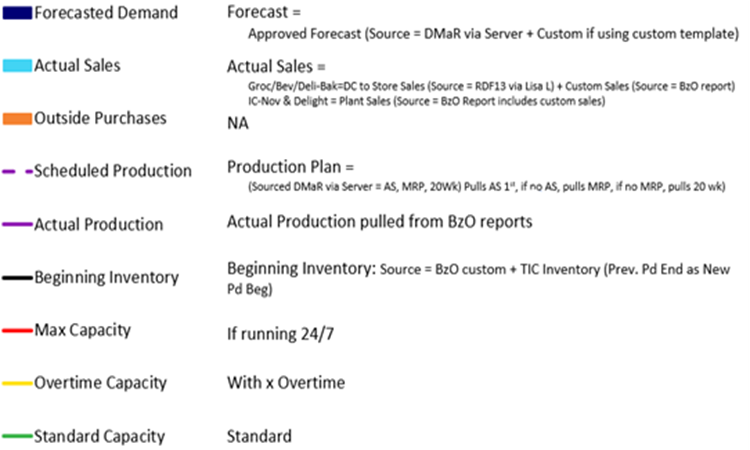 Forecasted Demand
Forecast =
Approved Forecast (Source = DMaR via Server + Custom if using custom template)
Actual Sales
Actual Sales =
Groc/Bev/Deli-Bak=DC to Store Sales (Source = RDF13 via Lisa L) + Custom Sales (Source = BzO report)
IC-Nov & Delight = Plant Sales (Source = BzO Report includes custom sales)
Outside Purchases
NA
Scheduled Production
Production Plan =
(Sourced DMaR via Server = AS, MRP, 20Wk) Pulls AS 1st, if no AS, pulls MRP, if no MRP, pulls 20 wk)
Actual Production
Actual Production pulled from BzO reports
Beginning Inventory
Beginning Inventory: Source = BzO custom + TIC Inventory (Prev. Pd End as New
Pd Beg)
Max Capacity
If running 24/7
Overtime Capacity
With x Overtime
Standard Capacity
Standard